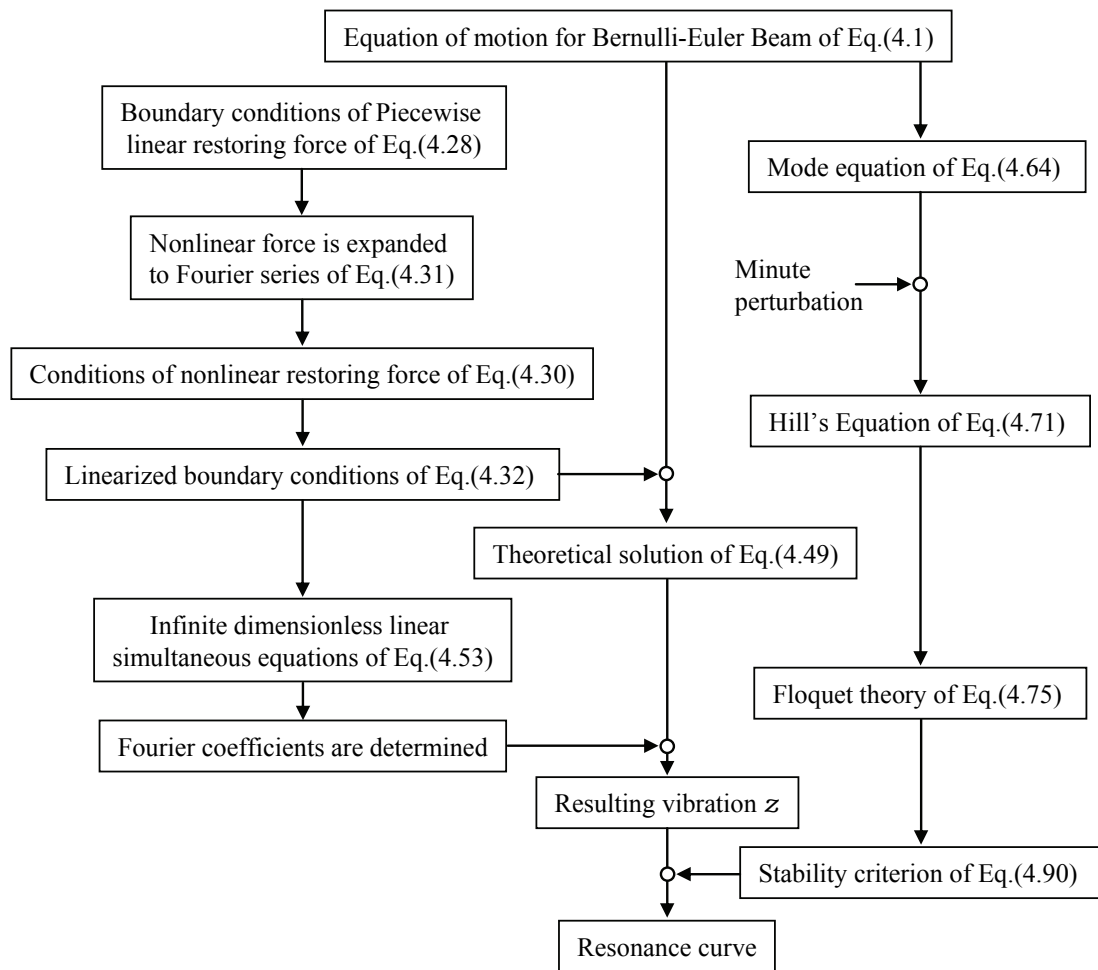 Equation of motion for Bernulli-Euler Beam of Eq.(4.1)
Boundary conditions of Piecewise
linear restoring force of Eq.(4.28)
Mode equation of Eq.(4.64)
Nonlinear force is expanded
to Fourier series of Eq.(4.31)
Minute
perturbation
Conditions of nonlinear restoring force of Eq.(4.30)
Hill's Equation of Eq.(4.71)
Linearized boundary conditions of Eq.(4.32)
Theoretical solution of Eq.(4.49)
Infinite dimensionless linear
simultaneous equations of Eq.(4.53)
Floquet theory of Eq.(4.75)
Fourier coefficients are determined
Resulting vibration z
Stability criterion of Eq.(4.90)
Resonance curve